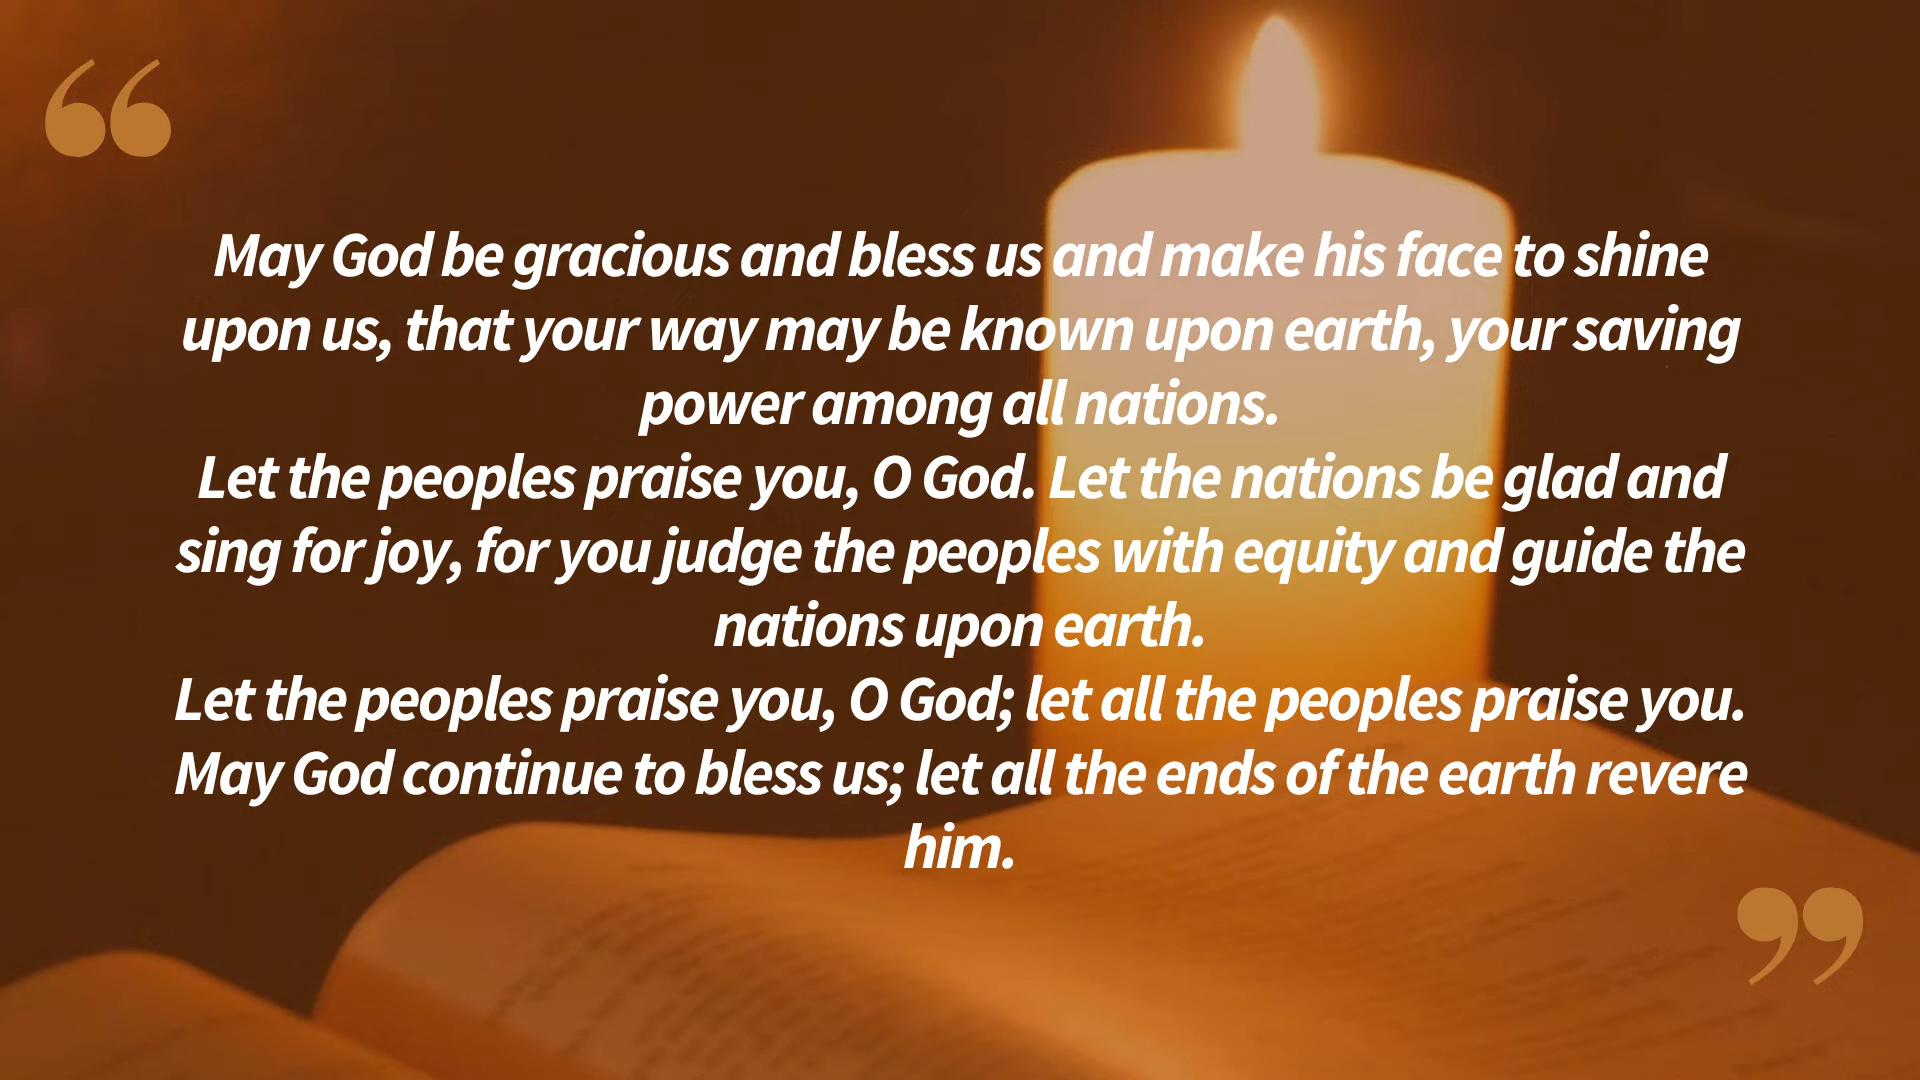 “
May God be gracious and bless us and make his face to shine
upon us, that your way may be known upon earth, your saving
power among all nations.
Let the peoples praise you, O God. Let the nations be glad and
sing for joy, for you judge the peoples with equity and guide the
nations upon earth.
Let the peoples praise you, O God; let all the peoples praise you.
May God continue to bless us; let all the ends of the earth revere
him.
”